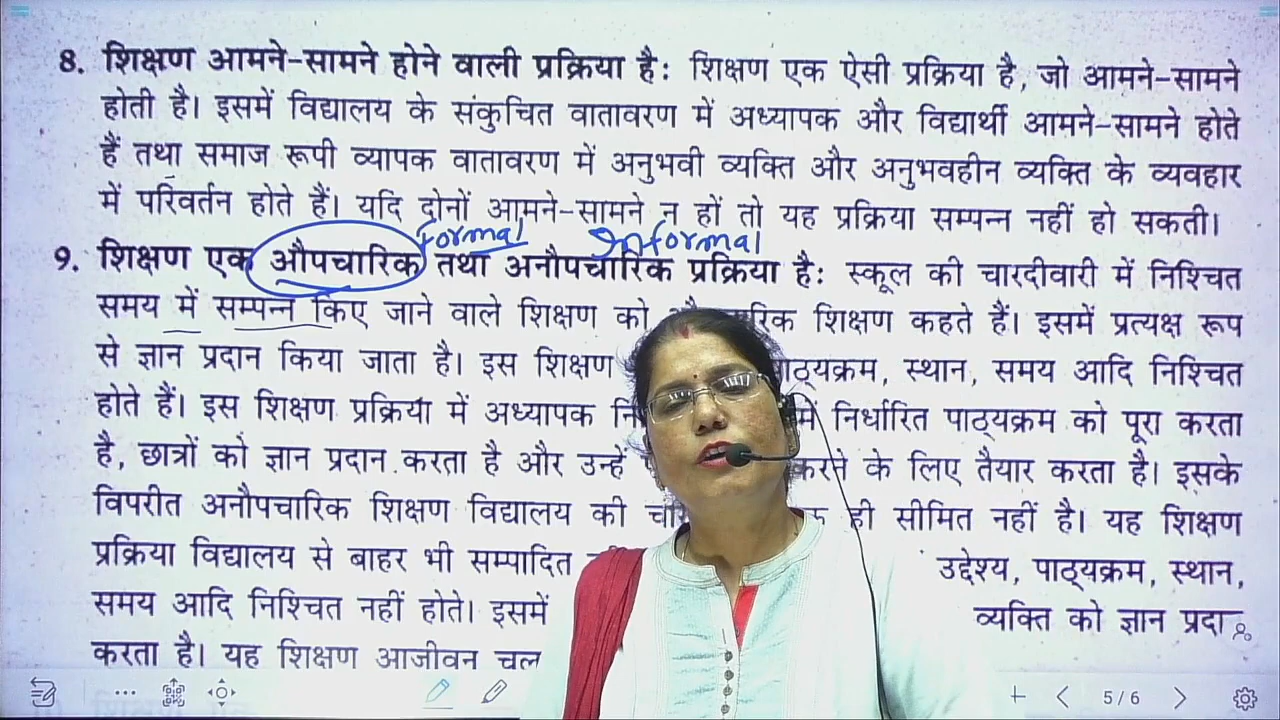 8. शिक्षण आमने-सामने होने वाली प्रक्रिया है: शिक्षण एक ऐसी प्रक्रिया है, जो आमने-सामने
होती है। इसमें विद्यालय के संकुचित वातावरण में अध्यापक और विद्यार्थी आमने-सामने होते
हैं तथा समाज रूपी व्यापक वातावरण में अनुभवी व्यक्ति और अनुभवहीन व्यक्ति के व्यवहार
में परिवर्तन होते हैं। यदि दोनों आमने-सामने न हों तो यह प्रक्रिया सम्पन्न नहीं हो सकती।
formal Informal
9. शिक्षण एक औपचारिक तथा अनौपचारिक प्रक्रिया है: स्कूल की चारदीवारी में निश्चित
समय में सम्पन्न किए जाने वाले शिक्षण को शिक्षण कहते हैं। इसमें प्रत्यक्ष रूप
से ज्ञान प्रदान किया जाता है। इस शिक्षण पाठ्यक्रम, स्थान, समय आदि निश्चित
होते हैं। इस शिक्षण प्रक्रिया में अध्यापक में निर्धारित पाठ्यक्रम को पूरा करता
है, छात्रों को ज्ञान प्रदान करता है और उन्हें करने के लिए तैयार करता है। इसके
विपरीत अनौपचारिक शिक्षण विद्यालय की ही सीमित नहीं है। यह शिक्षण
प्रक्रिया विद्यालय से बाहर भी सम्पादित उद्देश्य, पाठ्यक्रम, स्थान,
समय आदि निश्चित नहीं होते। इसमें व्यक्ति को ज्ञान
करता है। यह शिक्षण आजीवन
5/6